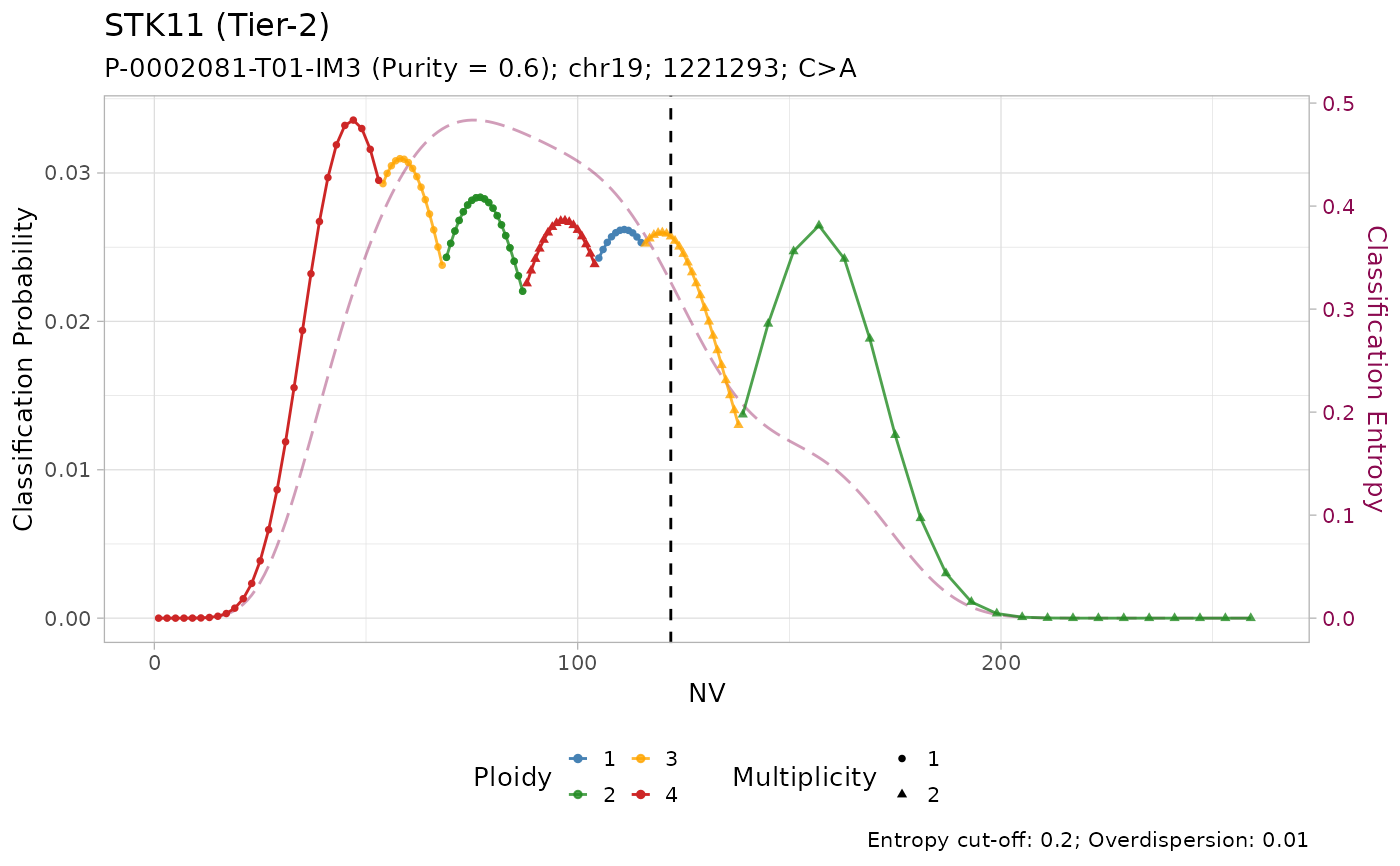 STK11 (Tier-2)
P-0002081-T01-IM3 (Purity = 0.6); chr19; 1221293; C>A
Classification Probability
0.03
0.02
0.01
0.00
0.5
0.4
0.3
0.2
0.1
0.0
Classification Entropy
0
100
200
NV
Ploidy
1
3
2
4
Multiplicity
1
2
Entropy cut-off: 0.2; Overdispersion: 0.01